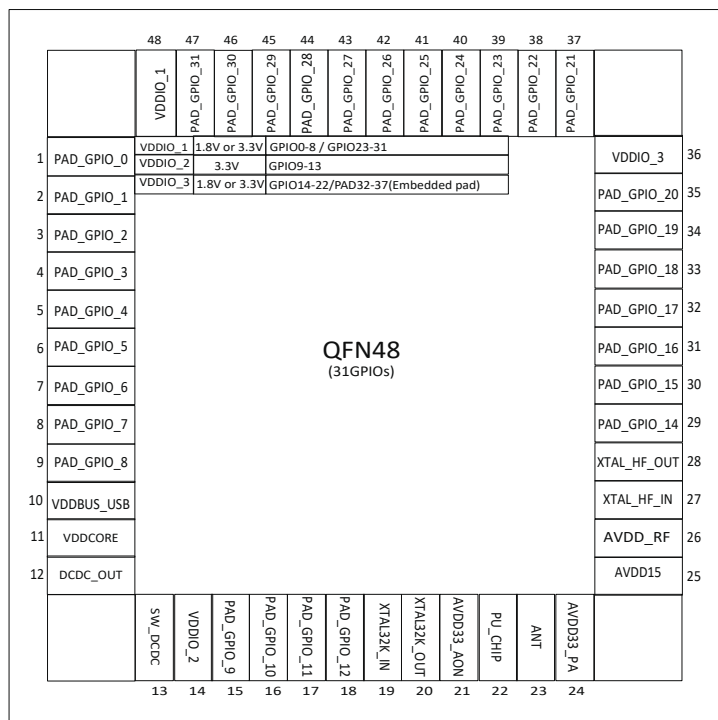 48 47 46 45 44 43 42 41 40 39 38 37
VDDIO_1
PAD_GPIO_31
PAD_GPIO_30
PAD_GPIO_29
PAD_GPIO_28
PAD_GPIO_27
PAD_GPIO_26
PAD_GPIO_25
PAD_GPIO_24
PAD_GPIO_23
PAD_GPIO_22
PAD_GPIO_21
VDDIO_1 1.8V or 3.3V GPIO0-8 / GPIO23-31
VDDIO_2 3.3V GPIO9-13
VDDIO_3 1.8V or 3.3V GPIO14-22/PAD32-37(Embedded pad)
1 PAD_GPIO_0
2 PAD_GPIO_1
3 PAD_GPIO_2
4 PAD_GPIO_3
5 PAD_GPIO_4
6 PAD_GPIO_5
7 PAD_GPIO_6
8 PAD_GPIO_7
9 PAD_GPIO_8
10 VDDBUS_USB
11 VDDCORE
12 DCDC_OUT
QFN48
(31GPIOs)
VDDIO_3 36
PAD_GPIO_20 35
PAD_GPIO_19 34
PAD_GPIO_18 33
PAD_GPIO_17 32
PAD_GPIO_16 31
PAD_GPIO_15 30
PAD_GPIO_14 29
XTAL_HF_OUT 28
XTAL_HF_IN 27
AVDD_RF 26
AVDD15 25
SW_DCDC
VDDIO_2
PAD_GPIO_9
PAD_GPIO_10
PAD_GPIO_11
PAD_GPIO_12
XTAL32K_IN
XTAL32K_OUT
AVDD33_AON
PU_CHIP
ANT
AVDD33_PA
13 14 15 16 17 18 19 20 21 22 23 24